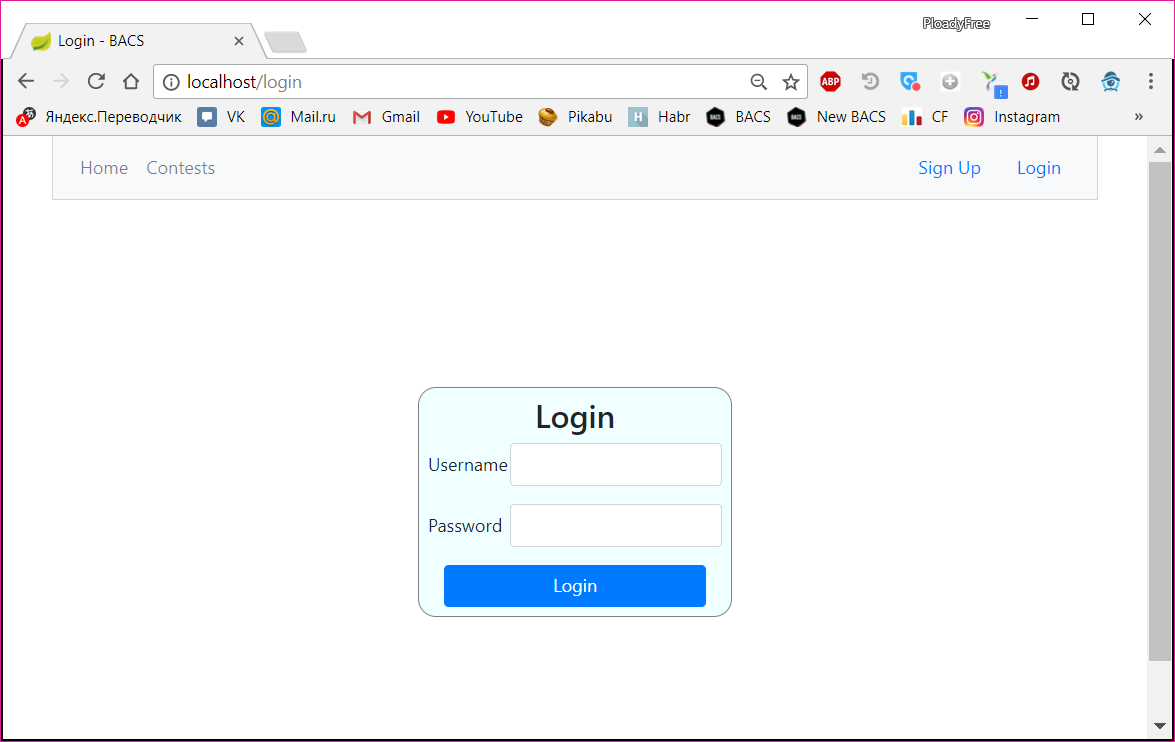 PloadyFree
Login - BACS
localhost/login
ABP
Яндекс.Переводчик VK Mail.ru Gmail YouTube Pikabu H Habr BACS New BACS CF Instagram »
Home Contests Sign Up Login
Login
Username
Password
Login